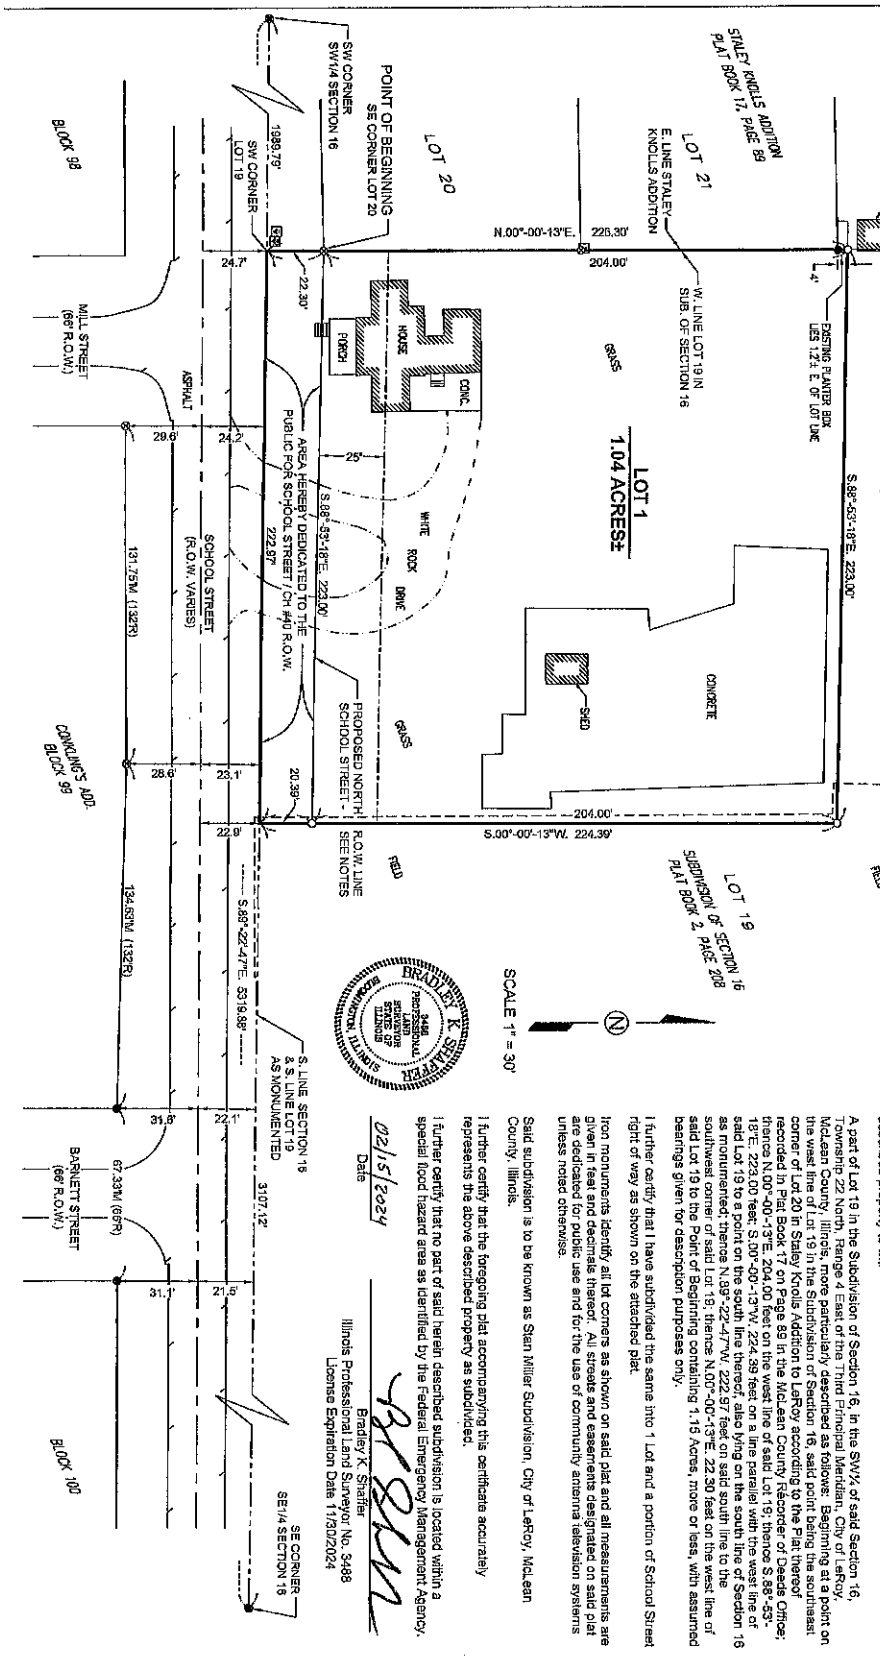 STALEY KNOLLS ADDITION
PLAT BOOK 17, PAGE 89
LOT 21
E. LINE STALEY
KNOLLS ADDITION
LOT 20
POINT OF BEGINNING
SE CORNER LOT 20
SW CORNER
SW1/4 SECTION 16
1989.79'
SW CORNER
LOT 19
BLOCK 98
N.00°-00'-13"E. 226.30'
204.00'
4'
W. LINE LOT 19 IN
SUB. OF SECTION 16
EXISTING PLANTER BOX
LIES 1.2'± E. OF LOT LINE
S.88°-53'-18"E. 223.00'
GRASS
LOT 1
1.04 ACRES±
HOUSE
PORCH
CONC.
22.30'
24.7'
MILL STREET
(66' R.O.W.)
ASPHALT
29.6'
24.2'
AREA HEREBY DEDICATED TO THE
PUBLIC FOR SCHOOL STREET / CH #40 R.O.W.
222.97'
S.88°-53'-18"E. 223.00'
25'
WHITE
ROCK
DRIVE
CONCRETE
SHED
GRASS
PROPOSED NORTH R.O.W. LINE
SCHOOL STREET - SEE NOTES
SCHOOL STREET
(R.O.W. VARIES)
131.75'M (132'R)
28.6'
23.1'
20.39'
22.9'
204.00'
S.00°-00'-13"W. 224.39'
CONKLING'S ADD.
BLOCK 99
FIELD
FIELD
LOT 19
SUBDIVISION OF SECTION 16
PLAT BOOK 2, PAGE 208
S.89°-22'-47"E. 5319.88'
134.63'M (132'R)
S. LINE SECTION 16
& S. LINE LOT 19
AS MONUMENTED
31.6'
22.1'
BARNETT STREET
(66' R.O.W.)
67.33'M (66'R)
3107.12'
31.1'
21.5'
BLOCK 100
SE CORNER
SE1/4 SECTION 16
N
SCALE 1" = 30'
BRADLEY K. SHAFFER
3488
PROFESSIONAL
LAND
SURVEYOR
STATE OF
ILLINOIS
BLOOMINGTON, ILLINOIS
A part of Lot 19 in the Subdivision of Section 16, in the SW1/4 of said Section 16,
Township 22 North, Range 4 East of the Third Principal Meridian, City of LeRoy,
McLean County, Illinois, more particularly described as follows: Beginning at a point on
the west line of Lot 19 in the Subdivision of Section 16, said point being the southeast
corner of Lot 20 in Staley Knolls Addition to LeRoy according to the Plat thereof
recorded in Plat Book 17 on Page 89 in the McLean County Recorder of Deeds Office;
thence N.00°-00'-13"E. 204.00 feet on the west line of said Lot 19; thence S.88°-53'-
18"E. 223.00 feet; S.00°-00'-13"W. 224.39 feet on a line parallel with the west line of
said Lot 19 to a point on the south line thereof, also lying on the south line of Section 16
as monumented; thence N.89°-22'-47"W. 222.97 feet on said south line to the
southwest corner of said Lot 19; thence N.00°-00'-13"E. 22.30 feet on the west line of
said Lot 19 to the Point of Beginning containing 1.15 Acres, more or less, with assumed
bearings given for description purposes only.
I further certify that I have subdivided the same into 1 Lot and a portion of School Street
right of way as shown on the attached plat.
Iron monuments identify all lot corners as shown on said plat and all measurements are
given in feet and decimals thereof. All streets and easements designated on said plat
are dedicated for public use and for the use of community antenna television systems
unless noted otherwise.
Said subdivision is to be known as Stan Miller Subdivision, City of LeRoy, McLean
County, Illinois.
I further certify that the foregoing plat accompanying this certificate accurately
represents the above described property as subdivided.
I further certify that no part of said herein described subdivision is located within a
special flood hazard area as identified by the Federal Emergency Management Agency.
02/15/2024
Date
Bradley K. Shaffer
Illinois Professional Land Surveyor No. 3488
License Expiration Date 11/30/2024